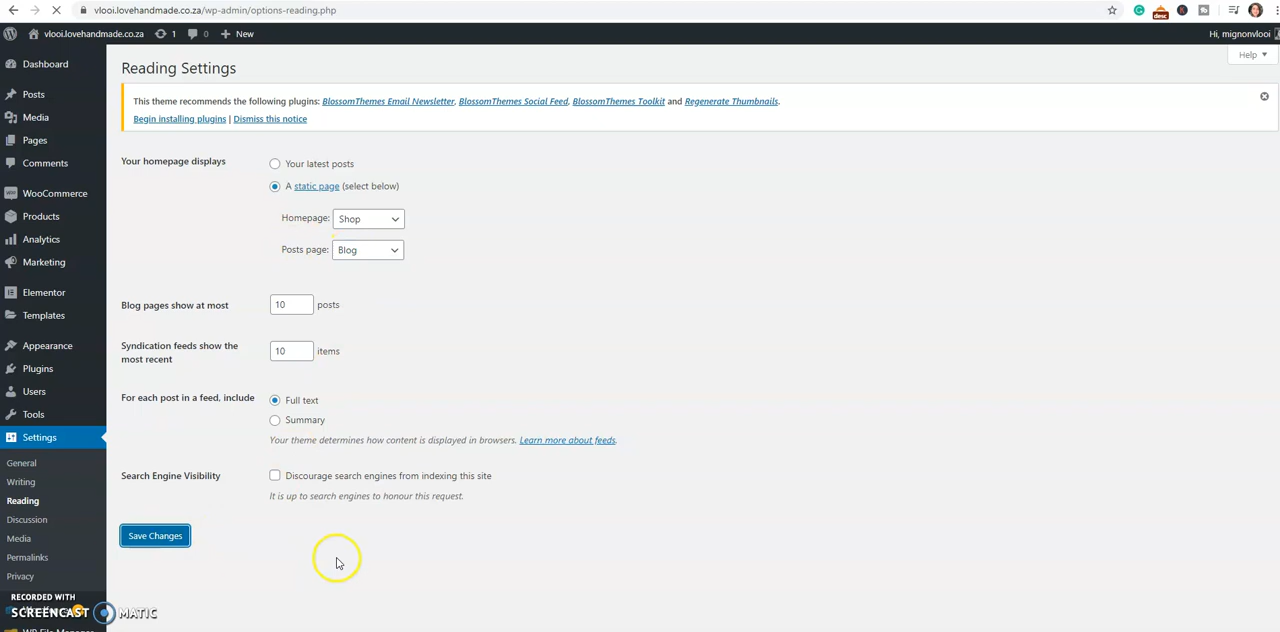 vlooi.lovehandmade.co.za/wp-admin/options-reading.php
desc
vlooi.lovehandmade.co.za 1 0 New
Hi, mignonvlooi
Help
Dashboard
Posts
Media
Pages
Comments
WooCommerce
Products
Analytics
Marketing
Elementor
Templates
Appearance
Plugins
Users
Tools
Settings
General
Writing
Reading
Discussion
Media
Permalinks
Privacy
Reading Settings
This theme recommends the following plugins: BlossomThemes Email Newsletter, BlossomThemes Social Feed, BlossomThemes Toolkit and Regenerate Thumbnails.
Begin installing plugins | Dismiss this notice
Your homepage displays
Your latest posts
A static page (select below)
Homepage: Shop
Posts page: Blog
Blog pages show at most 10 posts
Syndication feeds show the
most recent
10 items
For each post in a feed, include
Full text
Summary
Your theme determines how content is displayed in browsers. Learn more about feeds.
Search Engine Visibility
Discourage search engines from indexing this site
It is up to search engines to honour this request.
Save Changes
RECORDED WITH
SCREENCAST MATIC
WP File Manager